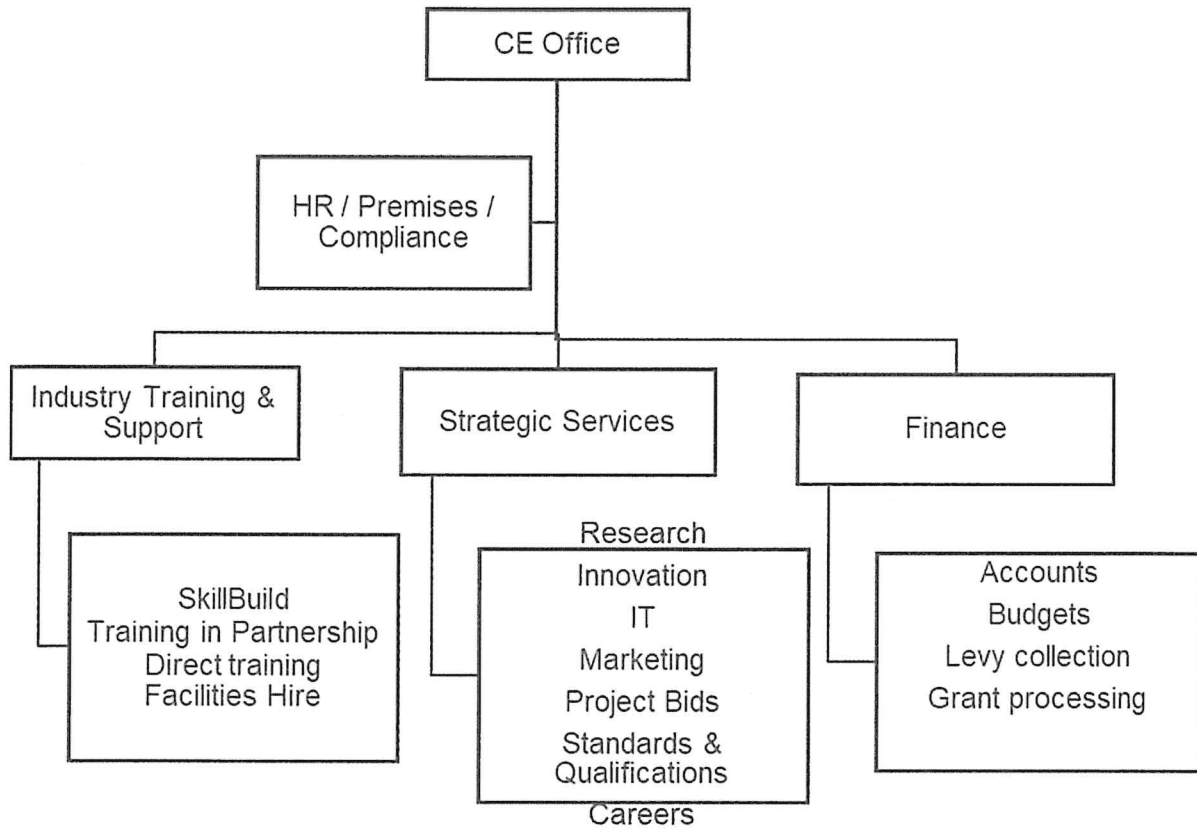 CE Office
HR / Premises /
Compliance
Industry Training &
Support
Strategic Services
Finance
SkillBuild
Training in Partnership
Direct training
Facilities Hire
Research
Innovation
IT
Marketing
Project Bids
Standards &
Qualifications
Careers
Accounts
Budgets
Levy collection
Grant processing